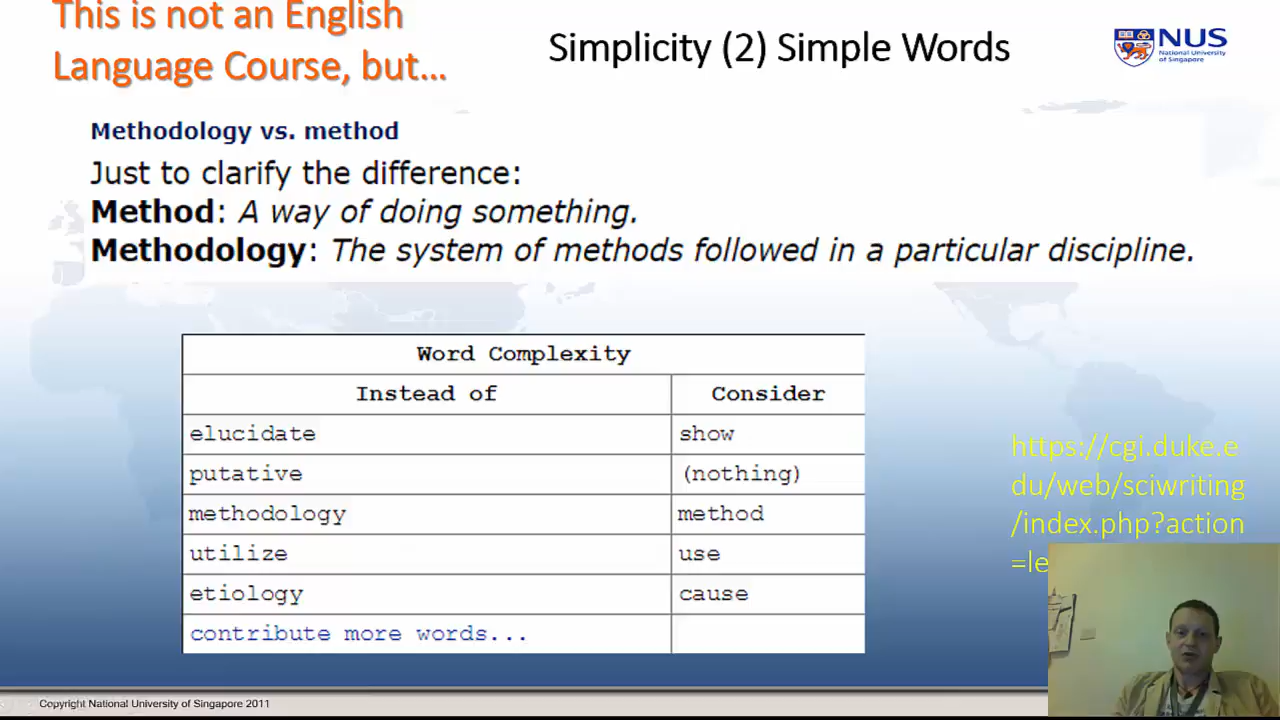 This is not an English
Language Course, but...
Simplicity (2) Simple Words
NUS
National University
of Singapore
Methodology vs. method
Just to clarify the difference:
Method: A way of doing something.
Methodology: The system of methods followed in a particular discipline.
Word Complexity
Instead of Consider
elucidate show
putative (nothing)
methodology method
utilize use
etiology cause
contribute more words...
https://cgi.duke.e
du/web/sciwriting
/index.php?action
=le
Copyright National University of Singapore 2011